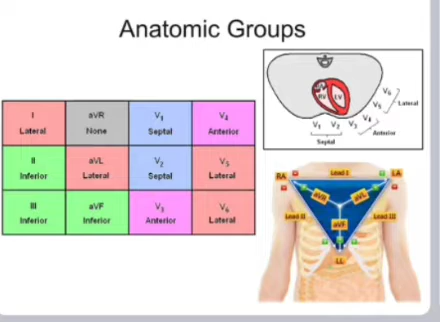 Anatomic Groups
I
Lateral
aVR
None
V1
Septal
V4
Anterior
II
Inferior
aVL
Lateral
V2
Septal
V5
Lateral
III
Inferior
aVF
Inferior
V3
Anterior
V6
Lateral
RV
LV
V6
V5
Lateral
V4
V1 V2 V3
Anterior
Septal
RA
Lead I
LA
aVR
aVL
Lead II
Lead III
aVF
LL